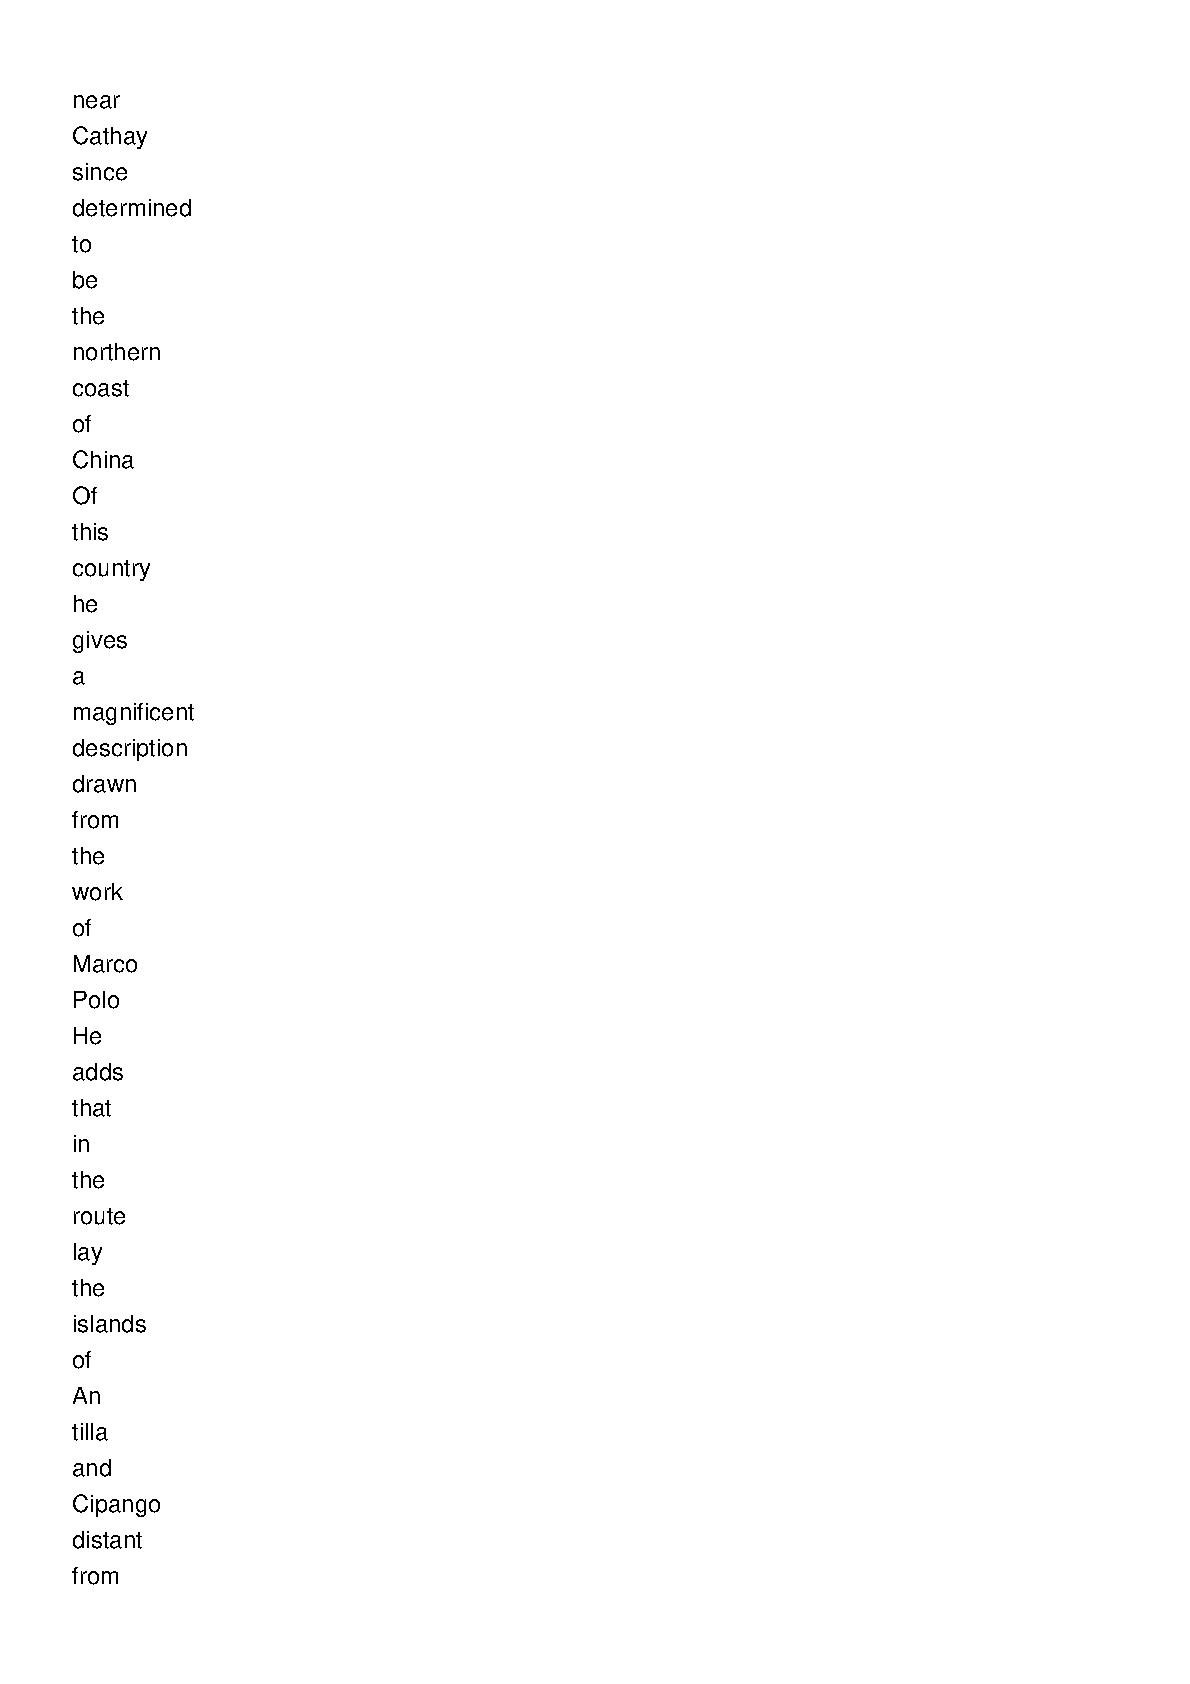 near
Cathay
since
determined
to
be
the
northern
coast
of
China
Of
this
country
he
gives
a
magnificent
description
drawn
from
the
work
of
Marco
Polo
He
adds
that
in
the
route
lay
the
islands
of
An
tilla
and
Cipango
distant
from